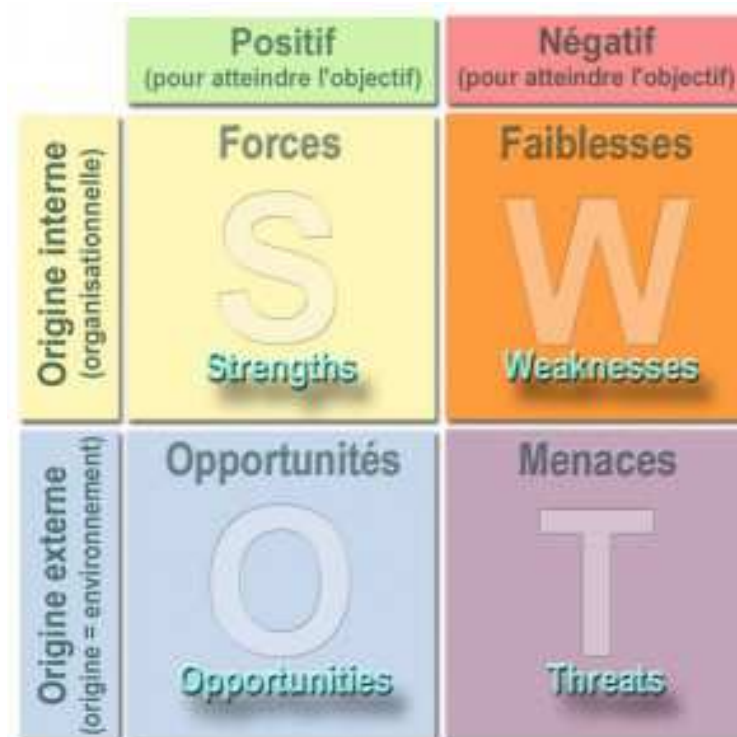 Positif
(pour atteindre l'objectif)
Négatif
(pour atteindre l'objectif)
Origine interne
(organisationnelle)
Forces
S
Strengths
Faiblesses
W
Weaknesses
Origine externe
(origine = environnement)
Opportunités
O
Opportunities
Menaces
T
Threats